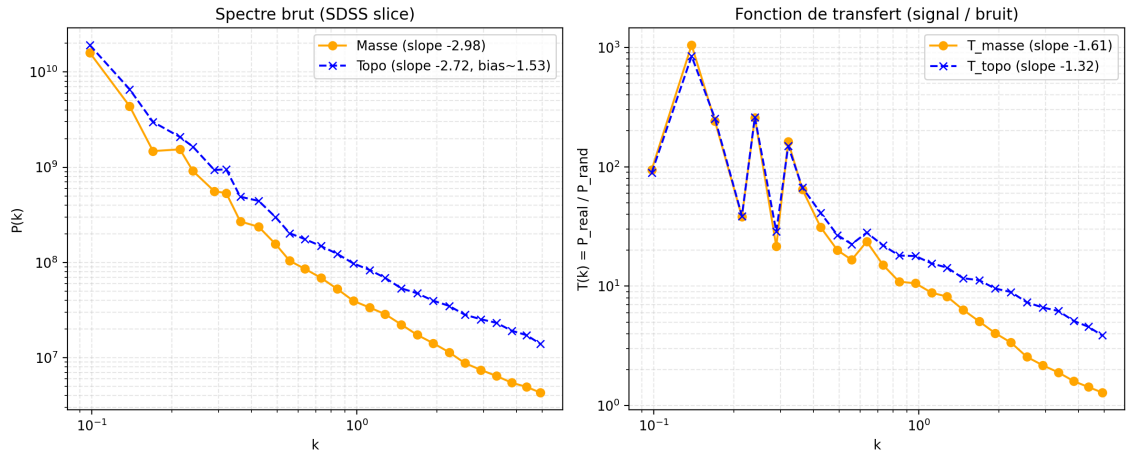 Spectre brut (SDSS slice)
Masse (slope -2.98)
Topo (slope -2.72, bias~1.53)
P(k)
10^10
10^9
10^8
10^7
10^-1
10^0
k
Fonction de transfert (signal / bruit)
T_masse (slope -1.61)
T_topo (slope -1.32)
T(k) = P_real / P_rand
10^3
10^2
10^1
10^0
10^-1
10^0
k